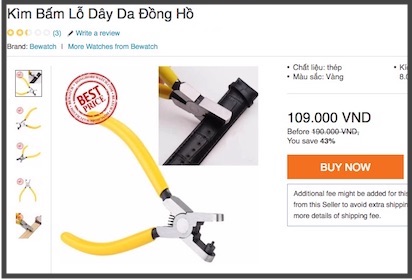 Kìm Bấm Lỗ Dây Da Đồng Hồ
(3) Write a review
Brand: Bewatch | More Watches from Bewatch
BEST
PRICE
• Chất liệu: thép
• Màu sắc: Vàng
• Kí
8.0
109.000 VND
Before 190.000 VND,
You save 43%
BUY NOW
Additional fee might be added for this
from this Seller to avoid extra shippin
more details of shipping fee.